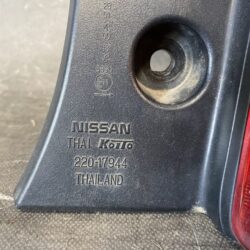 NISSAN
THAI KOITO
220-17944
THAILAND